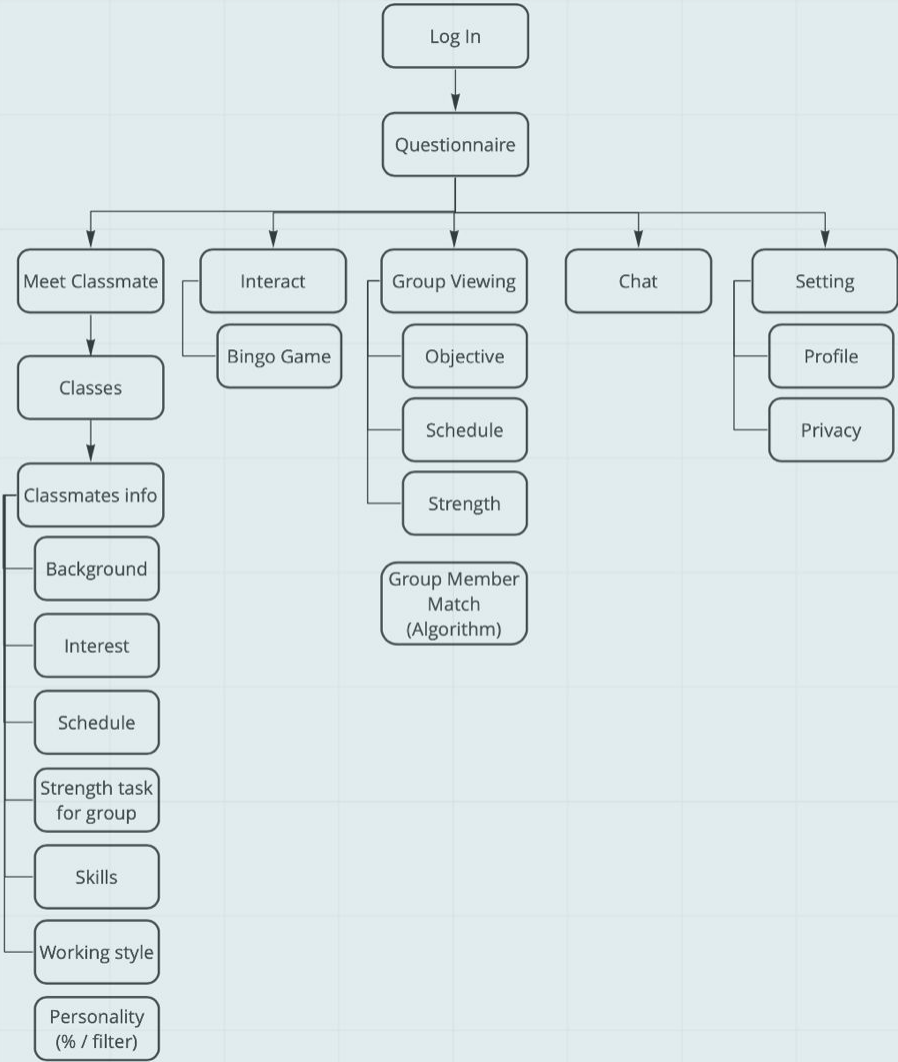 Log In
Questionnaire
Meet Classmate
Interact
Group Viewing
Chat
Setting
Bingo Game
Objective
Profile
Classes
Schedule
Privacy
Classmates info
Strength
Background
Group Member
Match
(Algorithm)
Interest
Schedule
Strength task
for group
Skills
Working style
Personality
(% / filter)